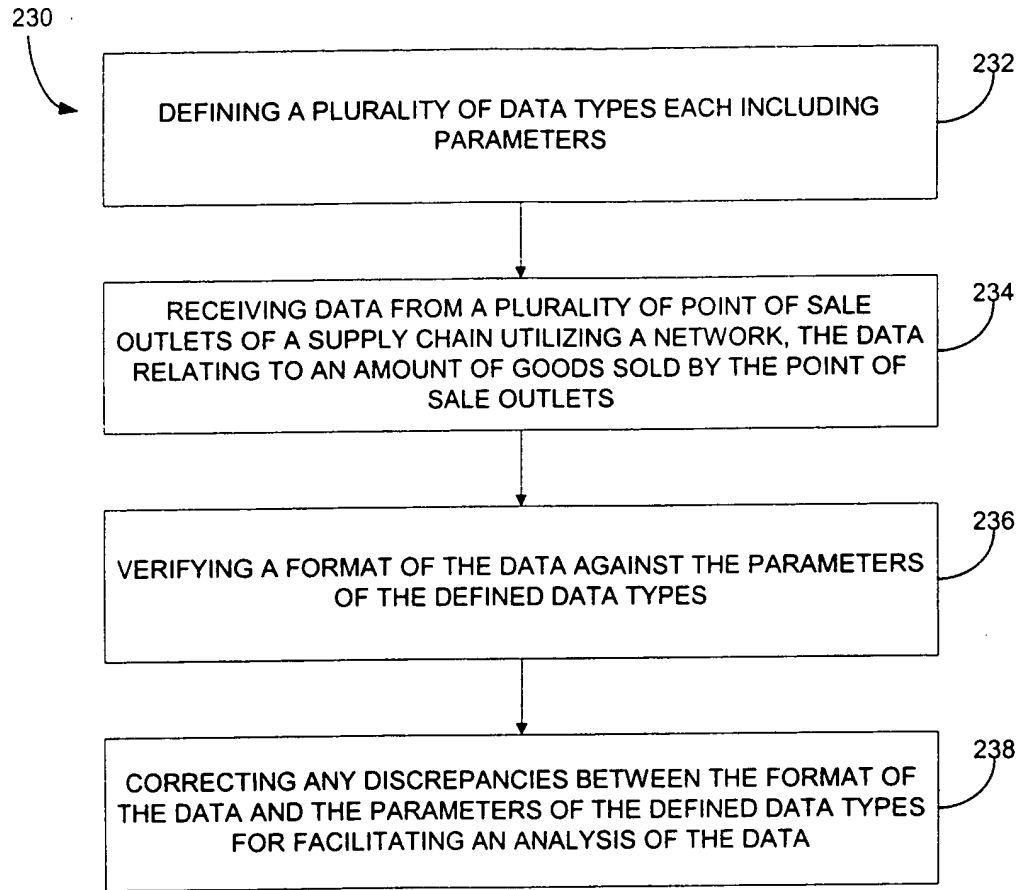 230
232
DEFINING A PLURALITY OF DATA TYPES EACH INCLUDING
PARAMETERS
234
RECEIVING DATA FROM A PLURALITY OF POINT OF SALE
OUTLETS OF A SUPPLY CHAIN UTILIZING A NETWORK, THE DATA
RELATING TO AN AMOUNT OF GOODS SOLD BY THE POINT OF
SALE OUTLETS
236
VERIFYING A FORMAT OF THE DATA AGAINST THE PARAMETERS
OF THE DEFINED DATA TYPES
238
CORRECTING ANY DISCREPANCIES BETWEEN THE FORMAT OF
THE DATA AND THE PARAMETERS OF THE DEFINED DATA TYPES
FOR FACILITATING AN ANALYSIS OF THE DATA